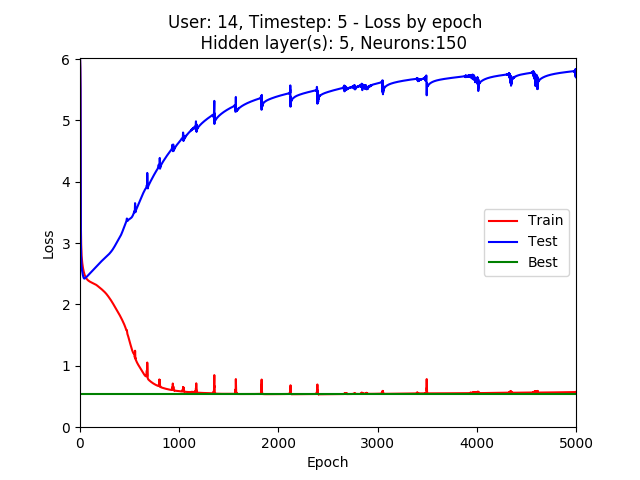 User: 14, Timestep: 5 - Loss by epoch
Hidden layer(s): 5, Neurons:150
6
5
4
3
2
1
0
Loss
Train
Test
Best
0 1000 2000 3000 4000 5000
Epoch